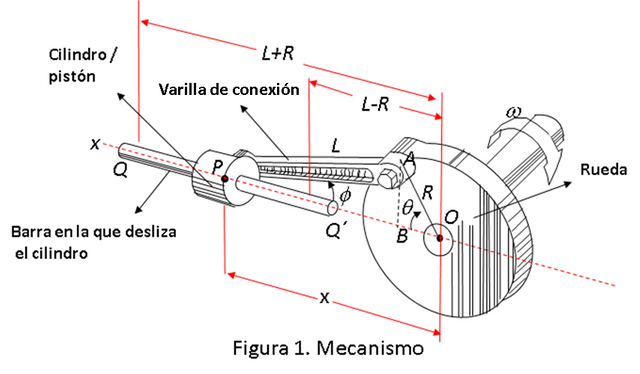 L+R
Cilindro /
pistón
Varilla de conexión
L-R
ω
x
P
L
A
Q
ϕ
R
θ
O
Rueda
Q´
B
Barra en la que desliza
el cilindro
x
Figura 1. Mecanismo